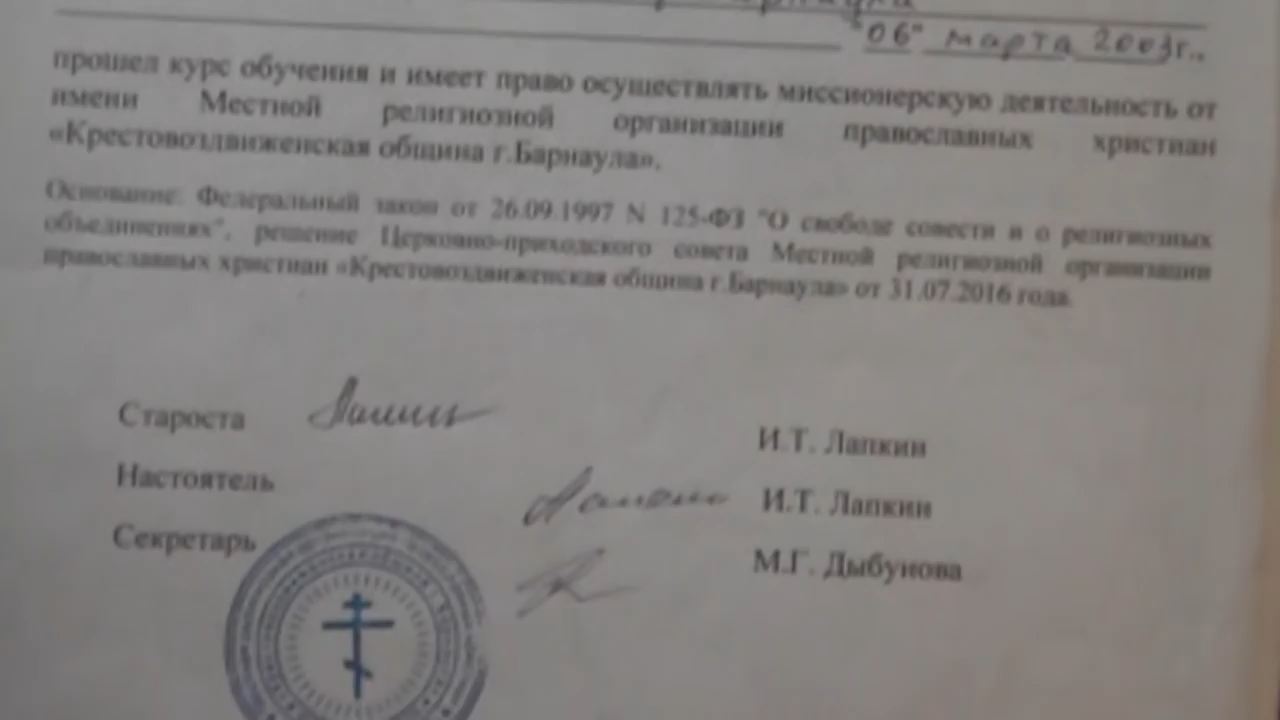 "06" марта 2003г.,
прошел курс обучения и имеет право осуществлять миссионерскую деятельность от
имени Местной религиозной организации православных христиан
«Крестовоздвиженская община г.Барнаула».
Основание: Федеральный закон от 26.09.1997 N 125-ФЗ "О свободе совести и о религиозных
объединениях", решение Церковно-приходского совета Местной религиозной организации
православных христиан «Крестовоздвиженская община г.Барнаула» от 31.07.2016 года.
Староста И.Т. Лапкин
Настоятель И.Т. Лапкин
Секретарь М.Г. Дыбунова